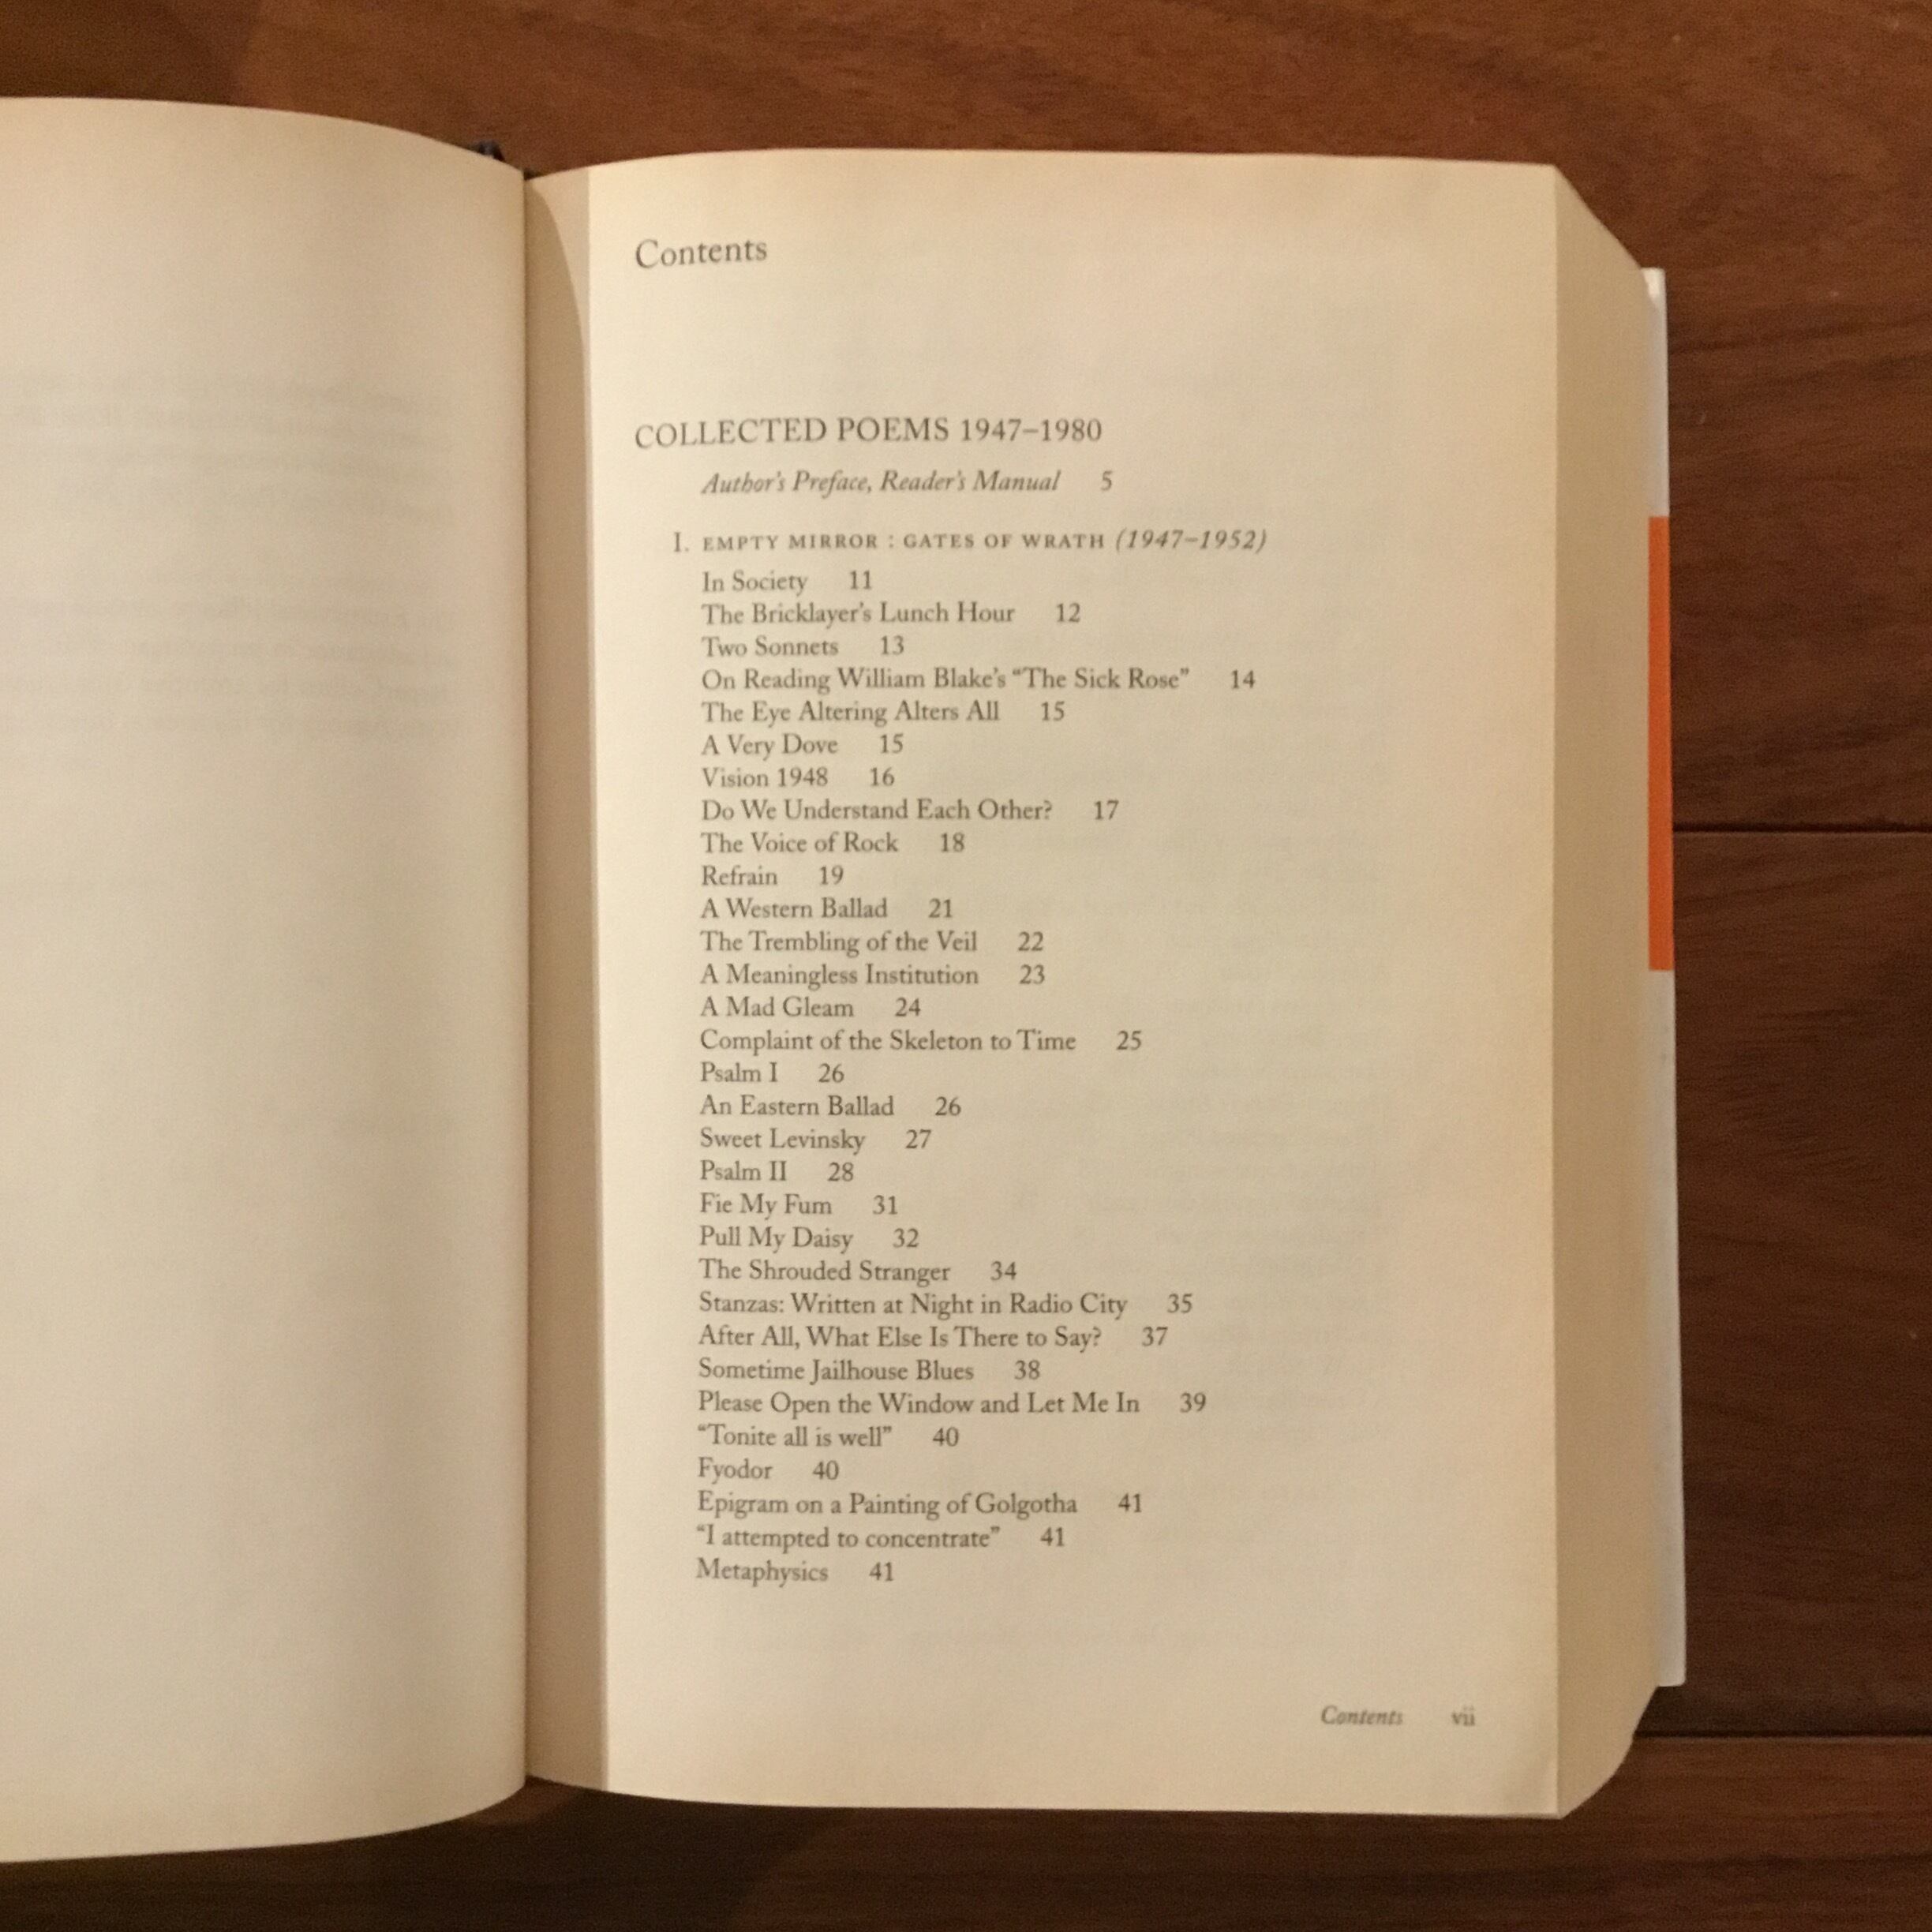 Contents
COLLECTED POEMS 1947–1980
Author's Preface, Reader's Manual 5
I. EMPTY MIRROR : GATES OF WRATH (1947–1952)
In Society 11
The Bricklayer's Lunch Hour 12
Two Sonnets 13
On Reading William Blake's “The Sick Rose” 14
The Eye Altering Alters All 15
A Very Dove 15
Vision 1948 16
Do We Understand Each Other? 17
The Voice of Rock 18
Refrain 19
A Western Ballad 21
The Trembling of the Veil 22
A Meaningless Institution 23
A Mad Gleam 24
Complaint of the Skeleton to Time 25
Psalm I 26
An Eastern Ballad 26
Sweet Levinsky 27
Psalm II 28
Fie My Fum 31
Pull My Daisy 32
The Shrouded Stranger 34
Stanzas: Written at Night in Radio City 35
After All, What Else Is There to Say? 37
Sometime Jailhouse Blues 38
Please Open the Window and Let Me In 39
“Tonite all is well” 40
Fyodor 40
Epigram on a Painting of Golgotha 41
“I attempted to concentrate” 41
Metaphysics 41
Contents vii